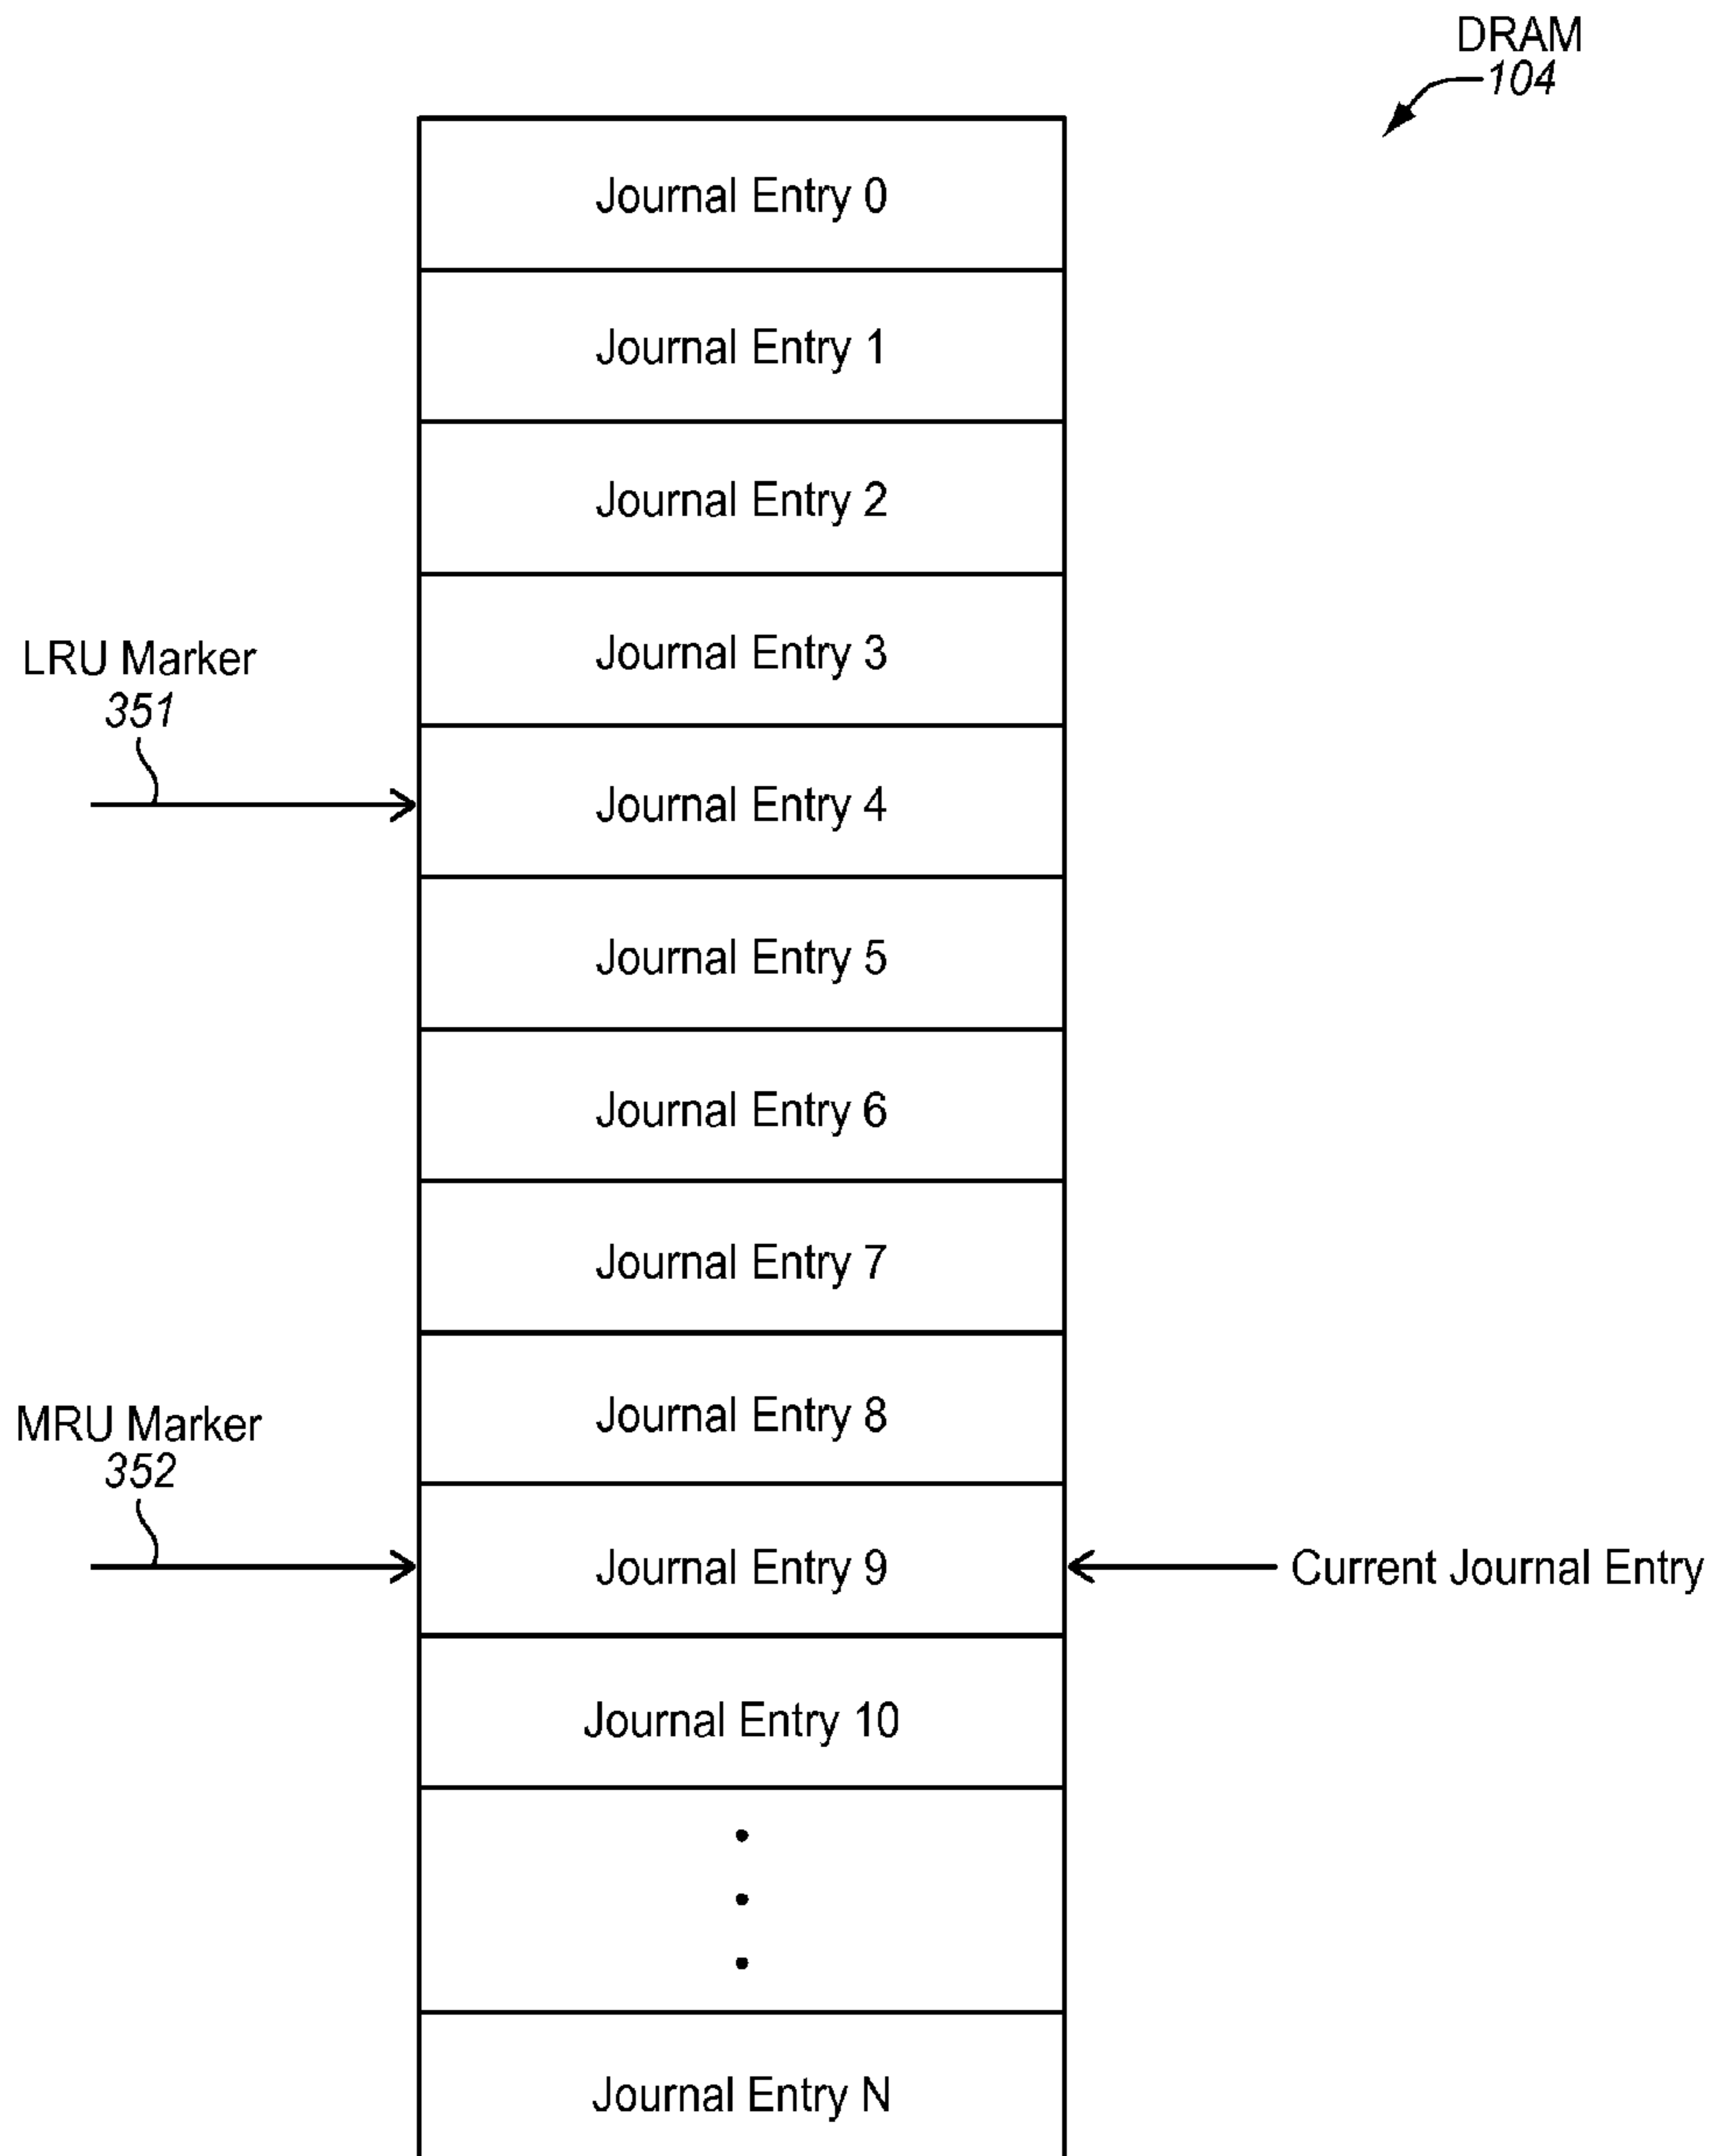 DRAM
104
Journal Entry 0
Journal Entry 1
Journal Entry 2
Journal Entry 3
LRU Marker
351
Journal Entry 4
Journal Entry 5
Journal Entry 6
Journal Entry 7
Journal Entry 8
MRU Marker
352
Journal Entry 9
Current Journal Entry
Journal Entry 10
Journal Entry N